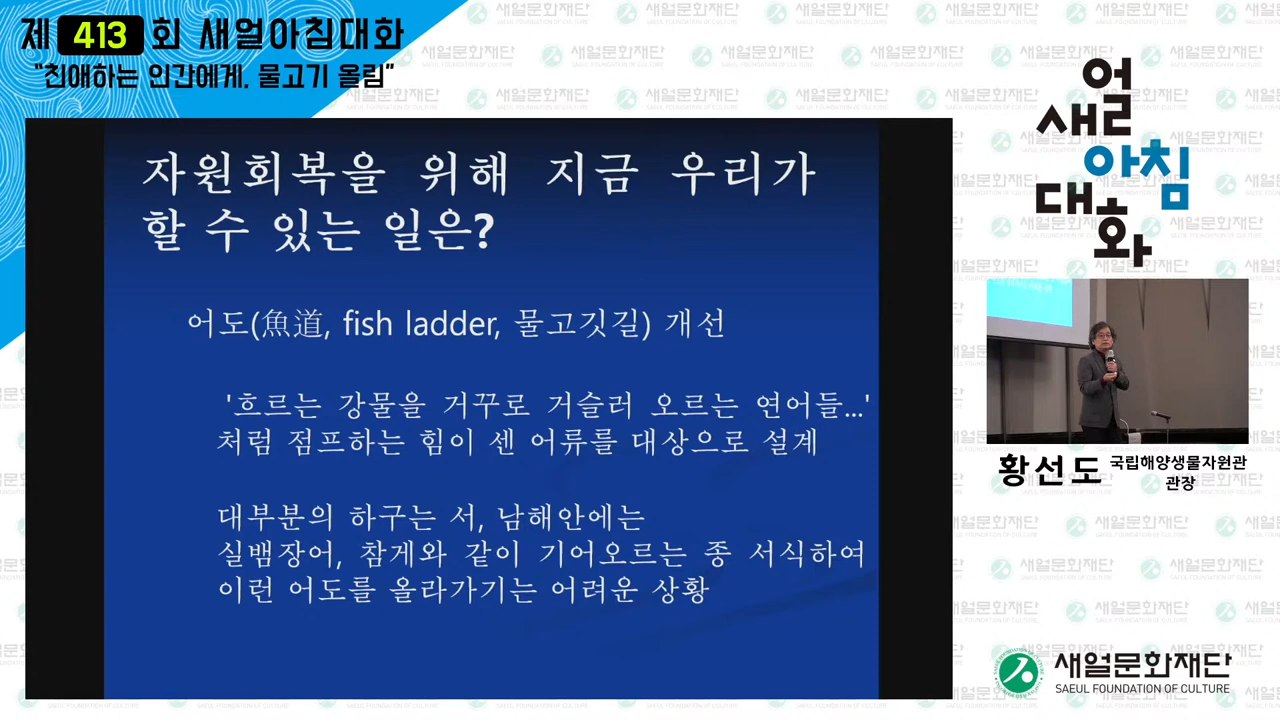 제 413 회 새얼아침대화
“친애하는 인간에게, 물고기 올림”
자원회복을 위해 지금 우리가
할 수 있는 일은?
어도(魚道, fish ladder, 물고깃길) 개선
'흐르는 강물을 거꾸로 거슬러 오르는 연어들...'
처럼 점프하는 힘이 센 어류를 대상으로 설계
대부분의 하구는 서, 남해안에는
실뱀장어, 참게와 같이 기어오르는 종 서식하여
이런 어도를 올라가기는 어려운 상황
새얼
아침
대화
황선도 국립해양생물자원관
관장
새얼문화재단
SAEUL FOUNDATION OF CULTURE